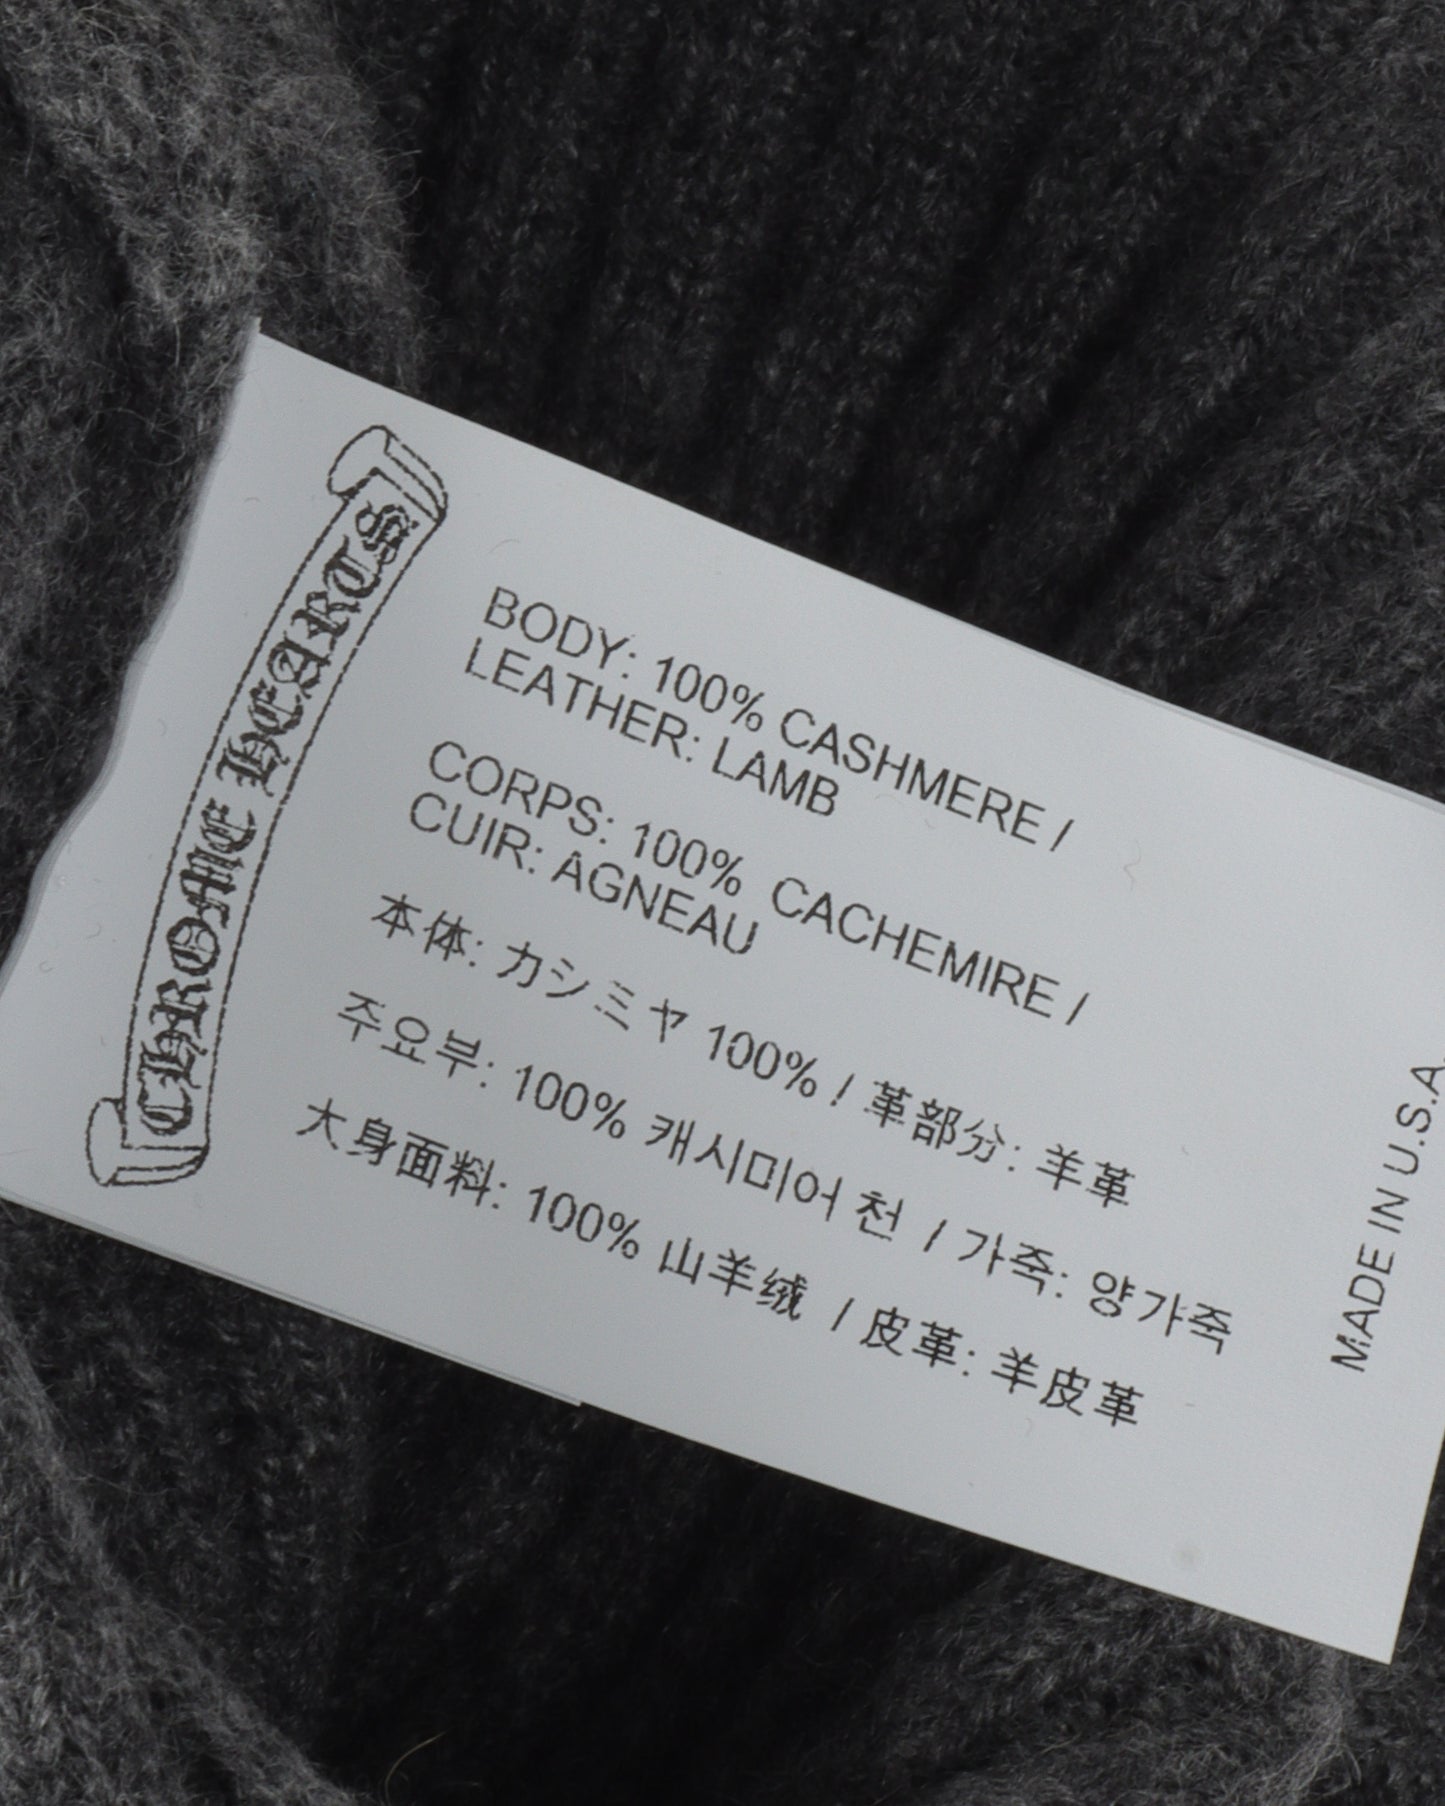 CHROME HEARTS
BODY: 100% CASHMERE /
LEATHER: LAMB
CORPS: 100% CACHEMIRE /
CUIR: AGNEAU
本体: カシミヤ 100% / 革部分: 羊革
주요부: 100% 캐시미어 천 / 가죽: 양가죽
大身面料: 100% 山羊绒 / 皮革: 羊皮革
MADE IN U.S.A.